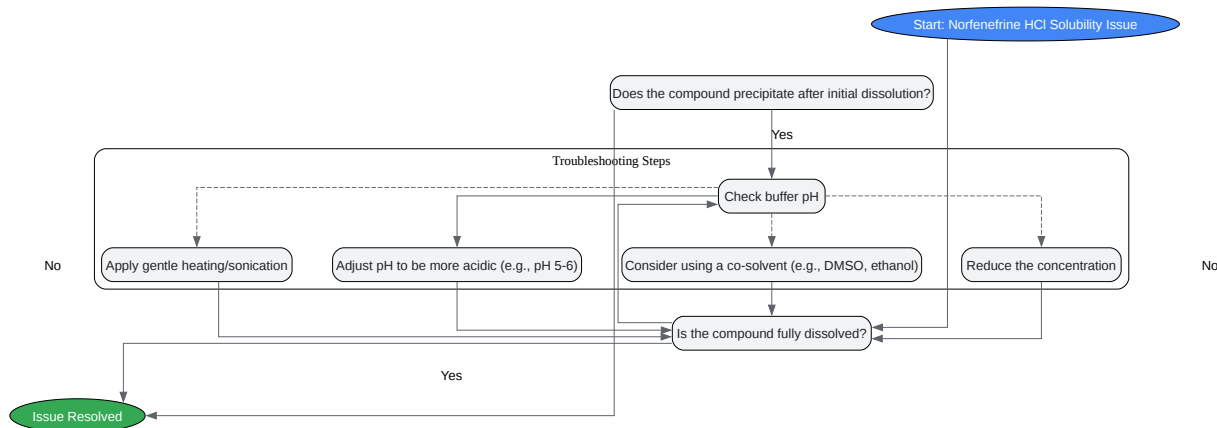 Start: Norfenefrine HCl Solubility Issue
Does the compound precipitate after initial dissolution?
Yes
Troubleshooting Steps
Check buffer pH
No
Apply gentle heating/sonication
Adjust pH to be more acidic (e.g., pH 5-6)
Consider using a co-solvent (e.g., DMSO, ethanol)
Reduce the concentration
No
Is the compound fully dissolved?
Yes
Issue Resolved